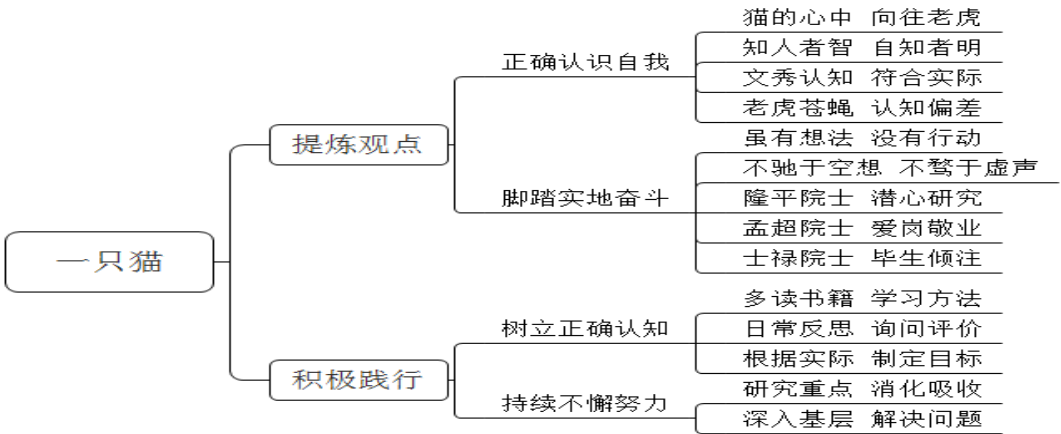 一只猫
提炼观点
正确认识自我
猫的心中 向往老虎
知人者智 自知者明
文秀认知 符合实际
老虎苍蝇 认知偏差
脚踏实地奋斗
虽有想法 没有行动
不驰于空想 不骛于虚声
隆平院士 潜心研究
孟超院士 爱岗敬业
士禄院士 毕生倾注
积极践行
树立正确认知
多读书籍 学习方法
日常反思 询问评价
根据实际 制定目标
持续不懈努力
研究重点 消化吸收
深入基层 解决问题